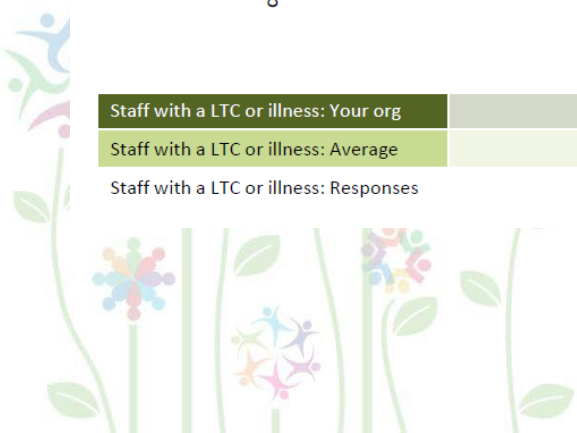 Staff with a LTC or illness: Your org
Staff with a LTC or illness: Average
Staff with a LTC or illness: Responses